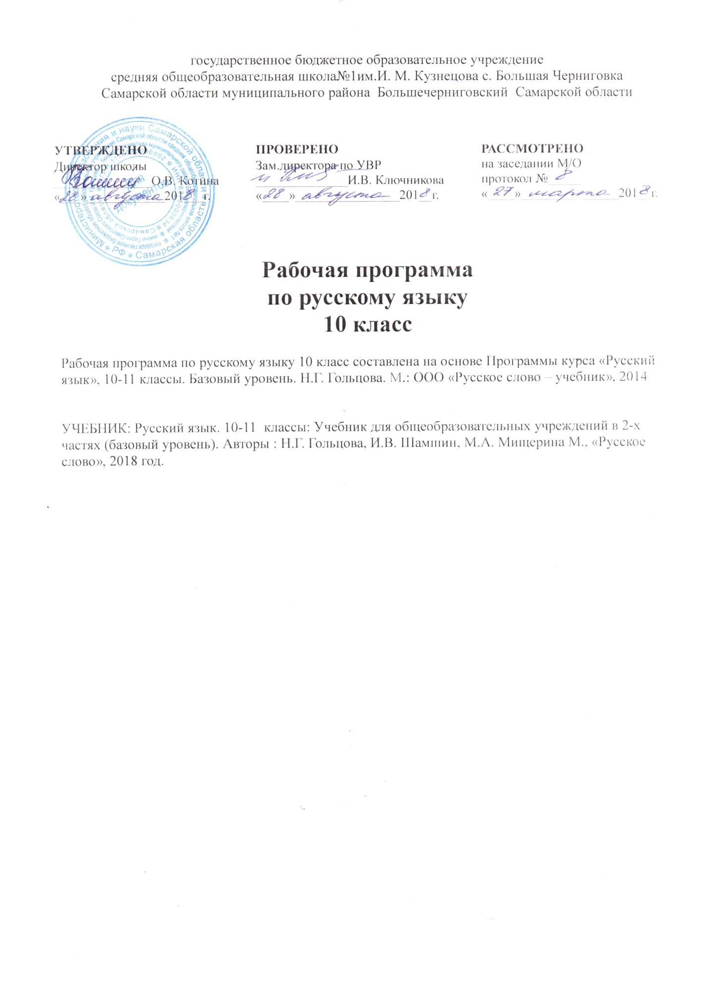 государственное бюджетное образовательное учреждение
средняя общеобразовательная школа№1им.И. М. Кузнецова с. Большая Черниговка
Самарской области муниципального района  Большечерниговский  Самарской области
УТВЕРЖДЕНО
Директор школы
О.В. Котина
«28» августа 2018 г.
ПРОВЕРЕНО
Зам.директора по УВР
И.В. Ключникова
«28» августа 2018г.
РАССМОТРЕНО
на заседании М/О
протокол № 8
«27» марта 2018г.
для
документов
Рабочая программа
по русскому языку
10 класс
Рабочая программа по русскому языку 10 класс составлена на основе Программы курса «Русский
язык», 10-11 классы. Базовый уровень. Н.Г. Гольцова. М.: ООО «Русское слово – учебник», 2014
УЧЕБНИК: Русский язык. 10-11  классы: Учебник для общеобразовательных учреждений в 2-х
частях (базовый уровень). Авторы : Н.Г. Гольцова, И.В. Шамшин, М.А. Мищерина М., «Русское
слово», 2018 год.